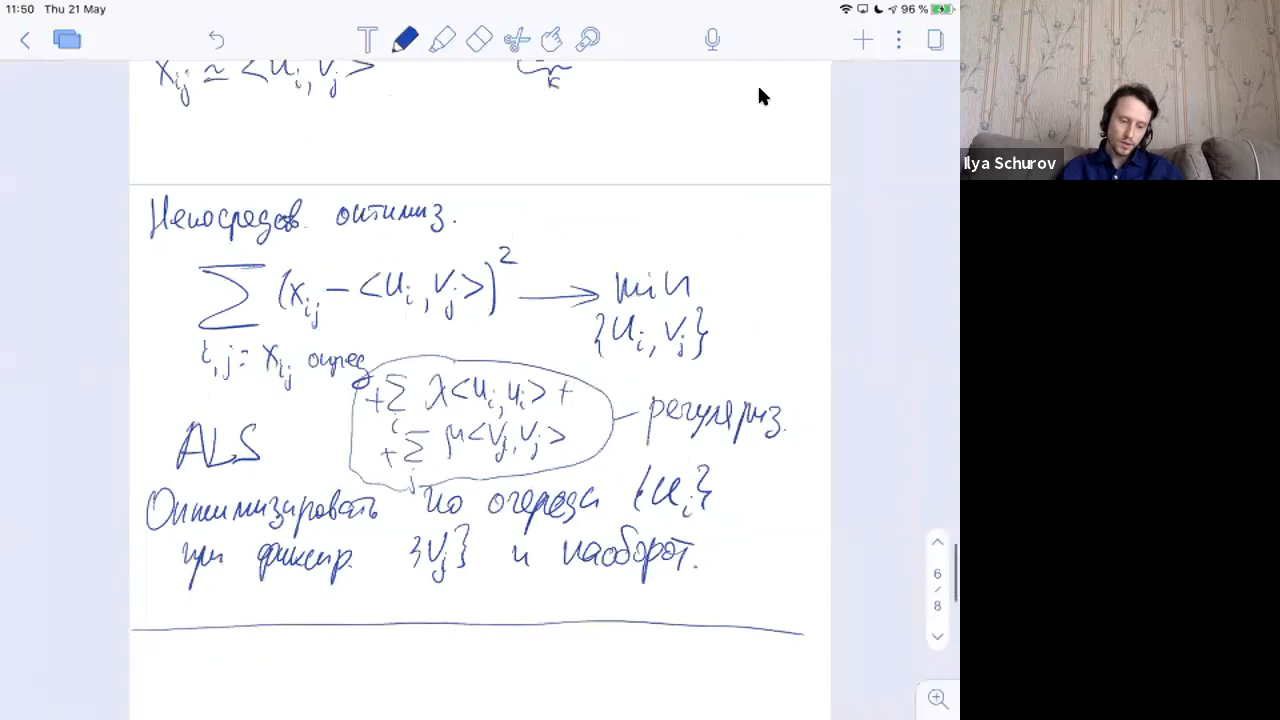 11:50 Thu 21 May
96 %
T
x_ij ≃ <u_i, v_j>
k
Ilya Schurov
Непосредств. оптимиз.
∑ (x_ij − <u_i, v_j>)² → min
i,j: x_ij опред
{u_i, v_j}
+ ∑_i λ<u_i, u_i> +
+ ∑_j μ<v_j, v_j>
регуляриз.
ALS
Оптимизировать по очереди {u_i}
при фиксир. {v_j} и наоборот.
6 / 8